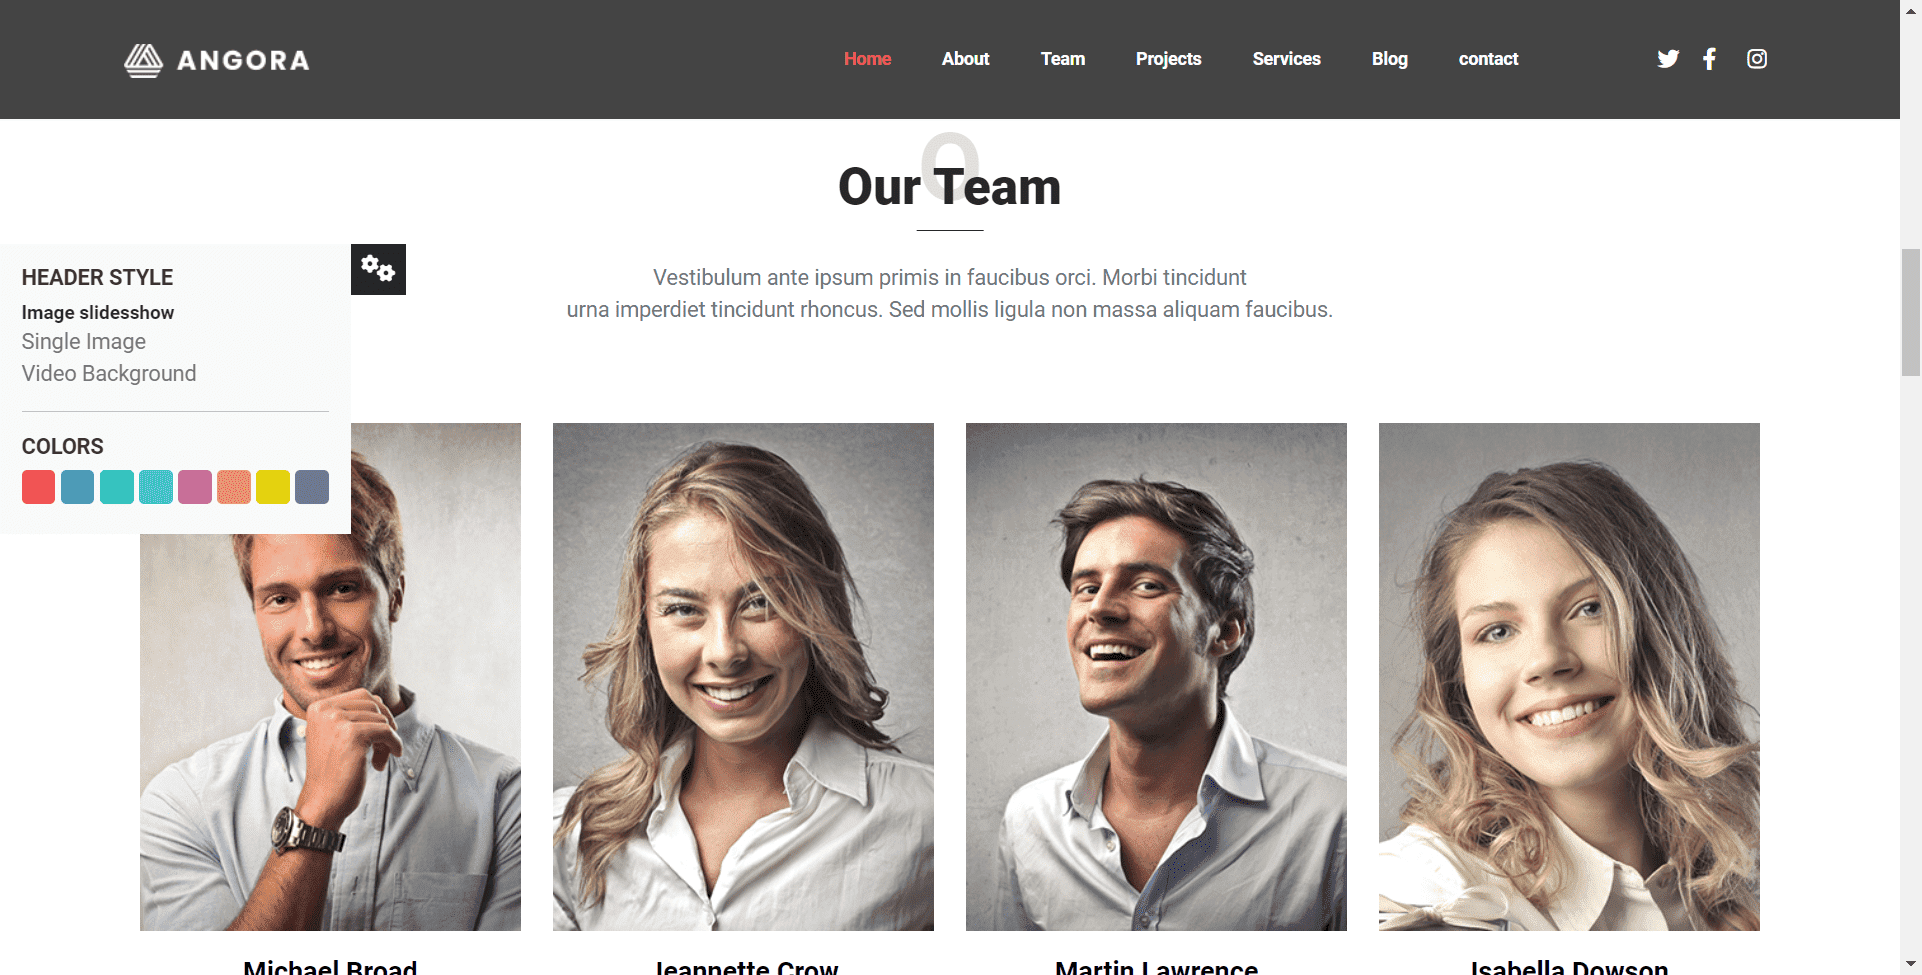 ANGORA
Home About Team Projects Services Blog contact
O
Our Team
Vestibulum ante ipsum primis in faucibus orci. Morbi tincidunt
urna imperdiet tincidunt rhoncus. Sed mollis ligula non massa aliquam faucibus.
HEADER STYLE
Image slidesshow
Single Image
Video Background
COLORS
Michael Broad
Jeannette Crow
Martin Lawrence
Isabella Dowson